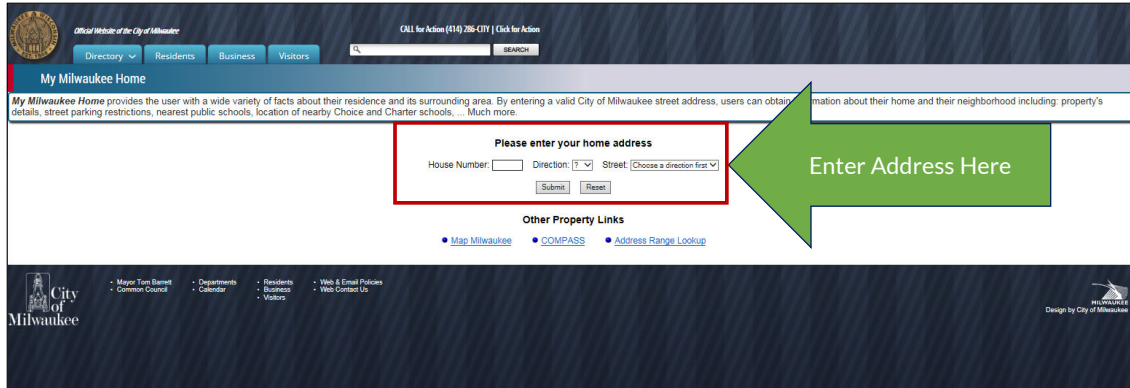 Official Website of the City of Milwaukee
CALL for Action (414) 286-CITY | Click for Action
Directory Residents Business Visitors
SEARCH
My Milwaukee Home
My Milwaukee Home provides the user with a wide variety of facts about their residence and its surrounding area. By entering a valid City of Milwaukee street address, users can obtain mation about their home and their neighborhood including: property's
details, street parking restrictions, nearest public schools, location of nearby Choice and Charter schools, ... Much more.
Please enter your home address
House Number: Direction: ? Street: Choose a direction first
Submit Reset
Enter Address Here
Other Property Links
Map Milwaukee COMPASS Address Range Lookup
City
of
Milwaukee
Mayor Tom Barrett Departments Residents Web & Email Policies
Common Council Calendar Business Web Contact Us
Visitors
MILWAUKEE
Design by City of Milwaukee